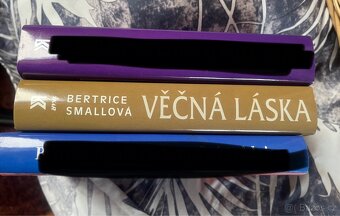 BERTRICE
SMALLOVÁ
VĚČNÁ LÁSKA